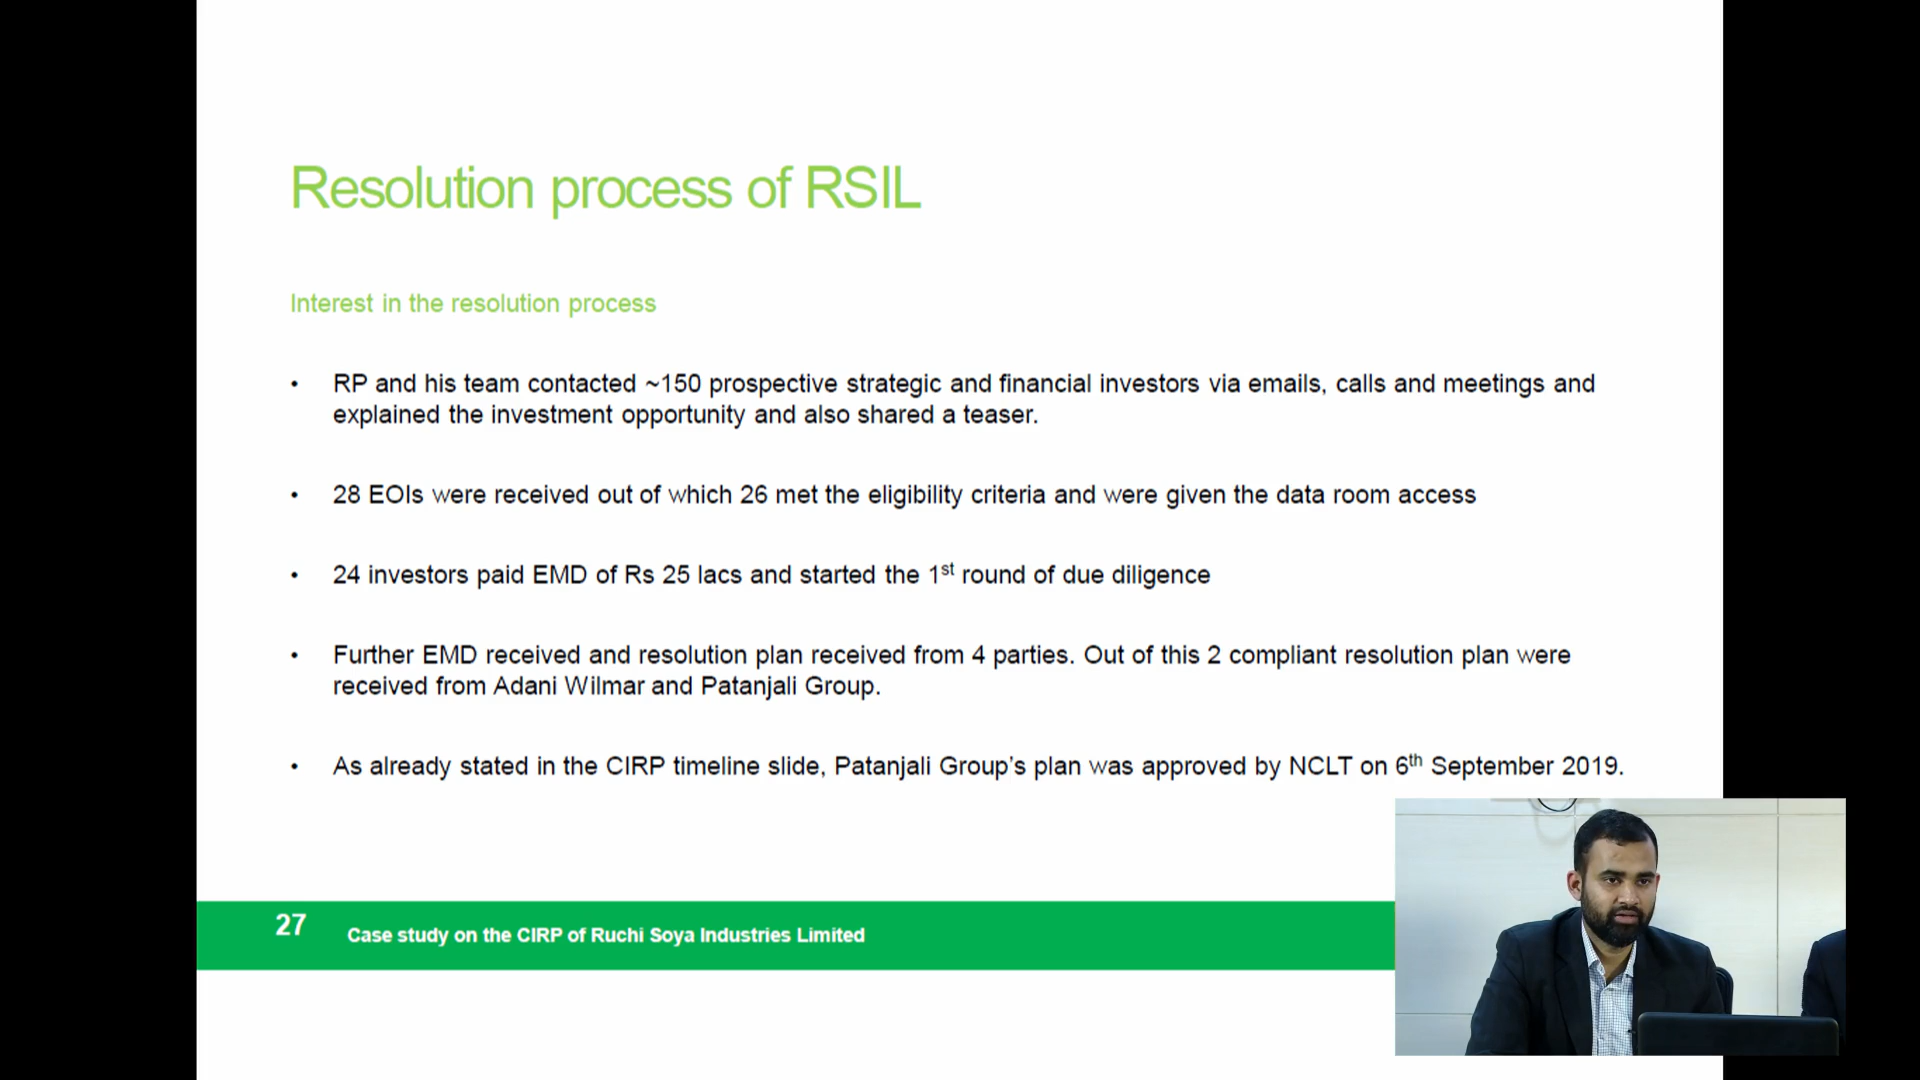 Resolution process of RSIL
Interest in the resolution process
• RP and his team contacted ~150 prospective strategic and financial investors via emails, calls and meetings and
explained the investment opportunity and also shared a teaser.
• 28 EOIs were received out of which 26 met the eligibility criteria and were given the data room access
• 24 investors paid EMD of Rs 25 lacs and started the 1st round of due diligence
• Further EMD received and resolution plan received from 4 parties. Out of this 2 compliant resolution plan were
received from Adani Wilmar and Patanjali Group.
• As already stated in the CIRP timeline slide, Patanjali Group’s plan was approved by NCLT on 6th September 2019.
27 Case study on the CIRP of Ruchi Soya Industries Limited